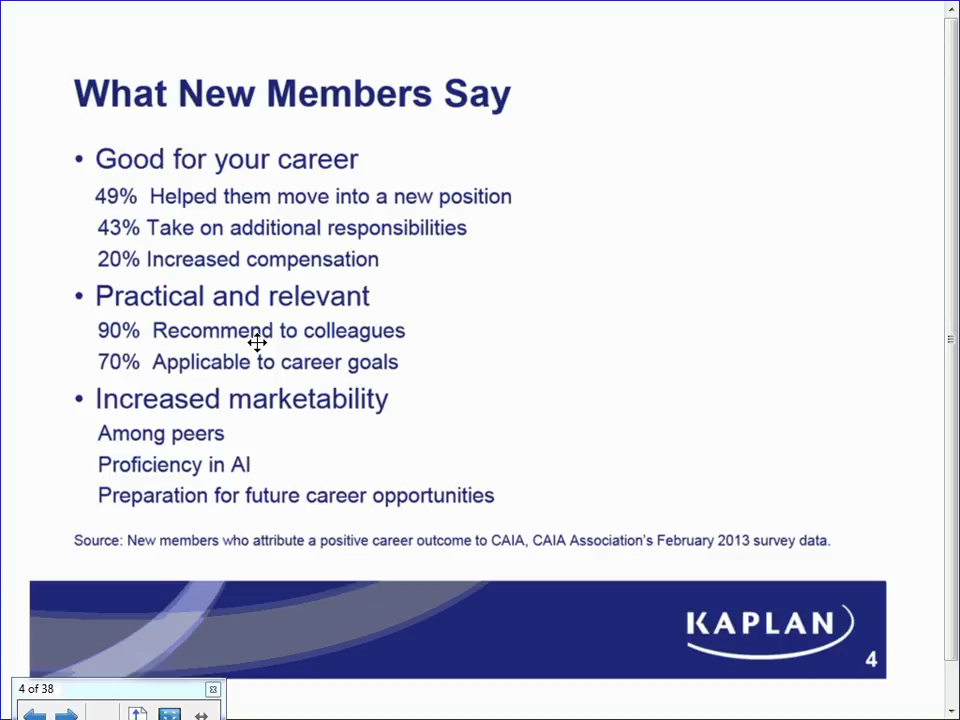 What New Members Say
• Good for your career
49% Helped them move into a new position
43% Take on additional responsibilities
20% Increased compensation
• Practical and relevant
90% Recommend to colleagues
70% Applicable to career goals
• Increased marketability
Among peers
Proficiency in AI
Preparation for future career opportunities
Source: New members who attribute a positive career outcome to CAIA, CAIA Association's February 2013 survey data.
KAPLAN
4
4 of 38